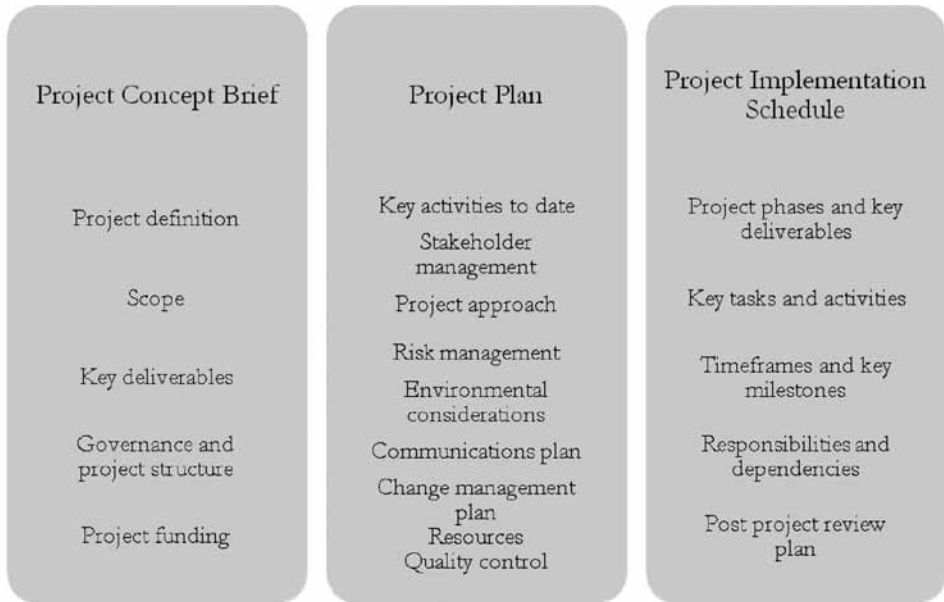 Project Concept Brief
Project definition
Scope
Key deliverables
Governance and
project structure
Project funding
Project Plan
Key activities to date
Stakeholder
management
Project approach
Risk management
Environmental
considerations
Communications plan
Change management
plan
Resources
Quality control
Project Implementation
Schedule
Project phases and key
deliverables
Key tasks and activities
Timeframes and key
milestones
Responsibilities and
dependencies
Post project review
plan